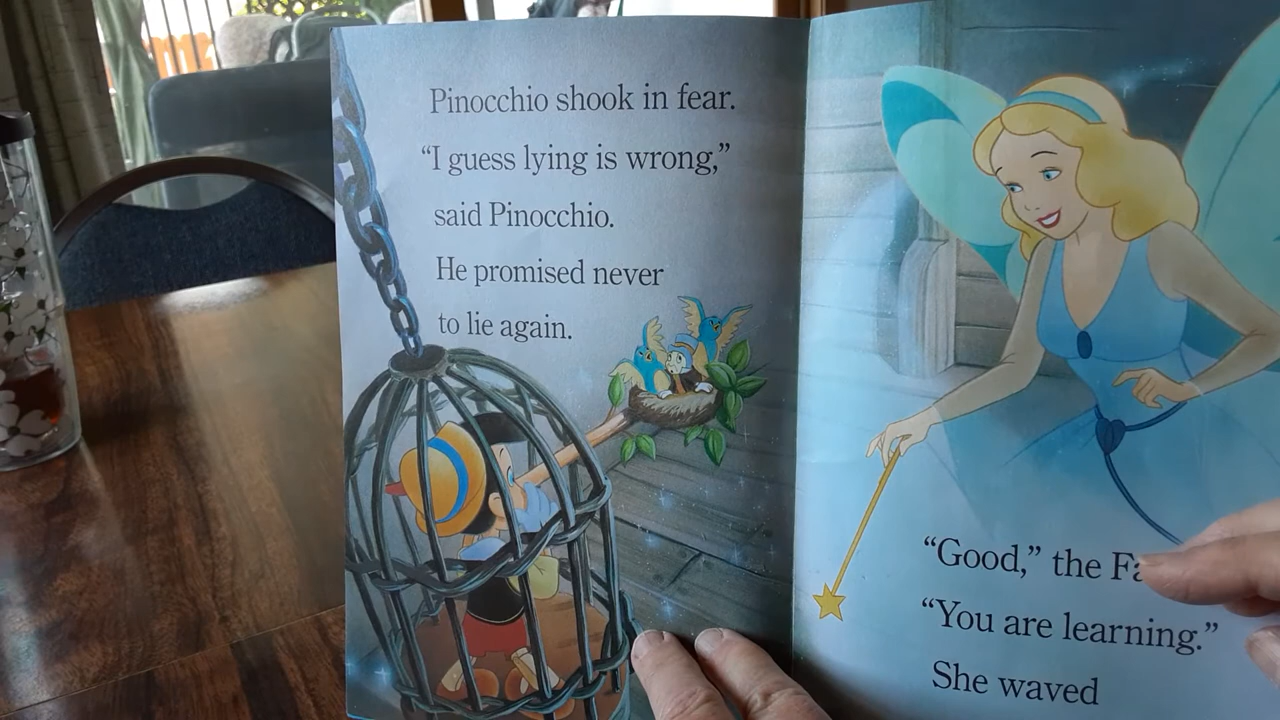 Pinocchio shook in fear.
“I guess lying is wrong,”
said Pinocchio.
He promised never
to lie again.
“Good,” the
“You are learning.”
She waved